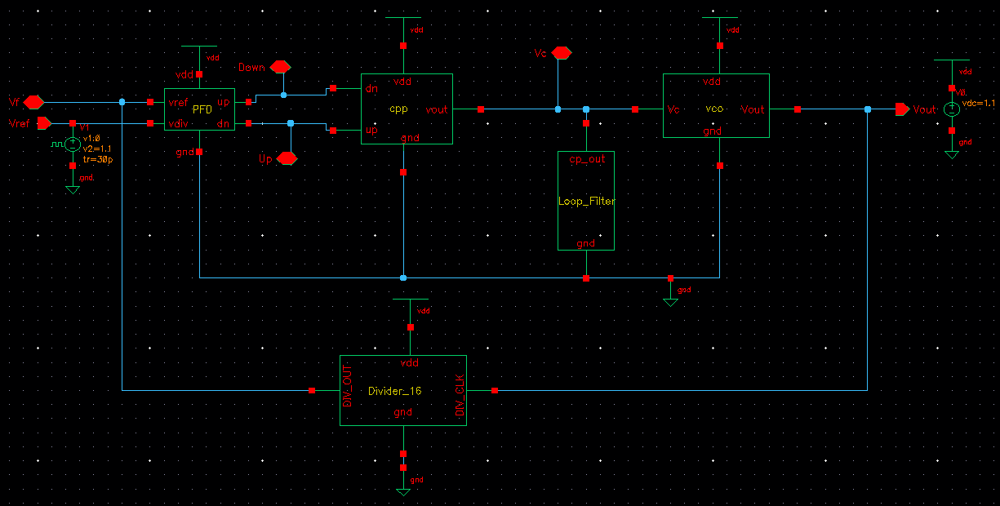 vdd
vdd
vdd
Vc
vdd
Down
vdd
vdd
vdd
vdd
dn
cpp
vout
up
gnd
Vf
vref
PFD
up
Vc
vco
Vout
gnd
Vout
V0
vdc=1.1
gnd
Vref
vdiv
dn
V1
v1:0
v2=1.1
tr=30p
gnd
gnd
Up
cp_out
Loop_Filter
gnd
gnd
vdd
vdd
DIV_OUT
Divider_16
DIV_CLK
gnd
gnd